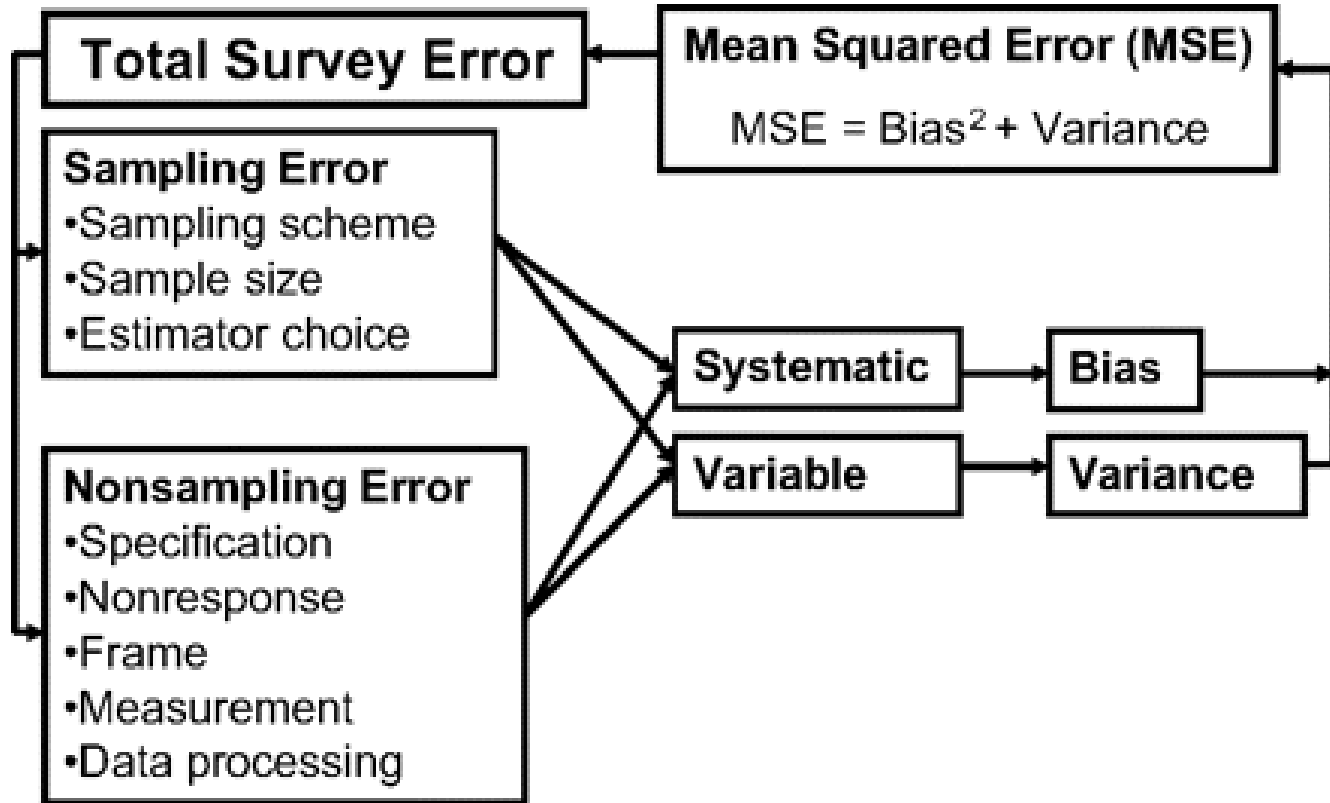 Total Survey Error
Mean Squared Error (MSE)
MSE = Bias² + Variance
Sampling Error
•Sampling scheme
•Sample size
•Estimator choice
Systematic
Bias
Variable
Variance
Nonsampling Error
•Specification
•Nonresponse
•Frame
•Measurement
•Data processing